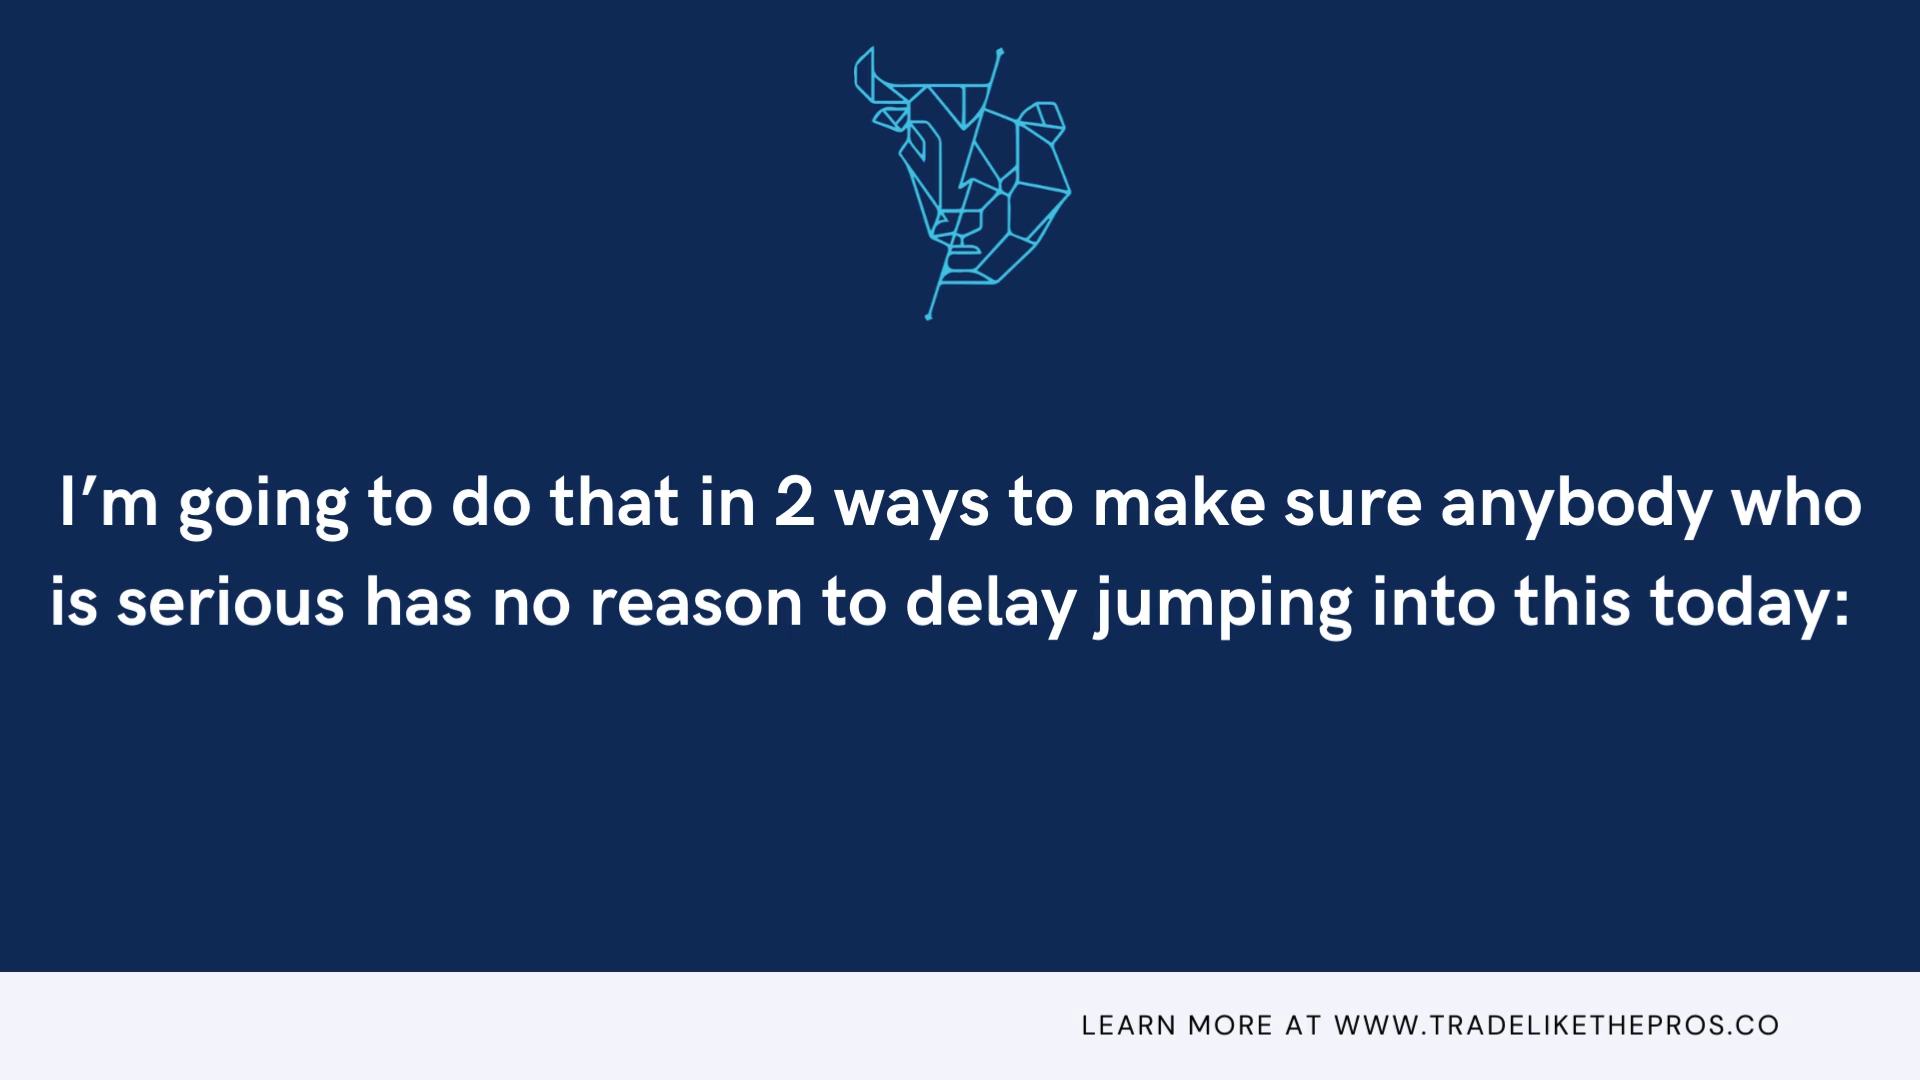 I’m going to do that in 2 ways to make sure anybody who
is serious has no reason to delay jumping into this today:
LEARN MORE AT WWW.TRADELIKETHEPROS.CO